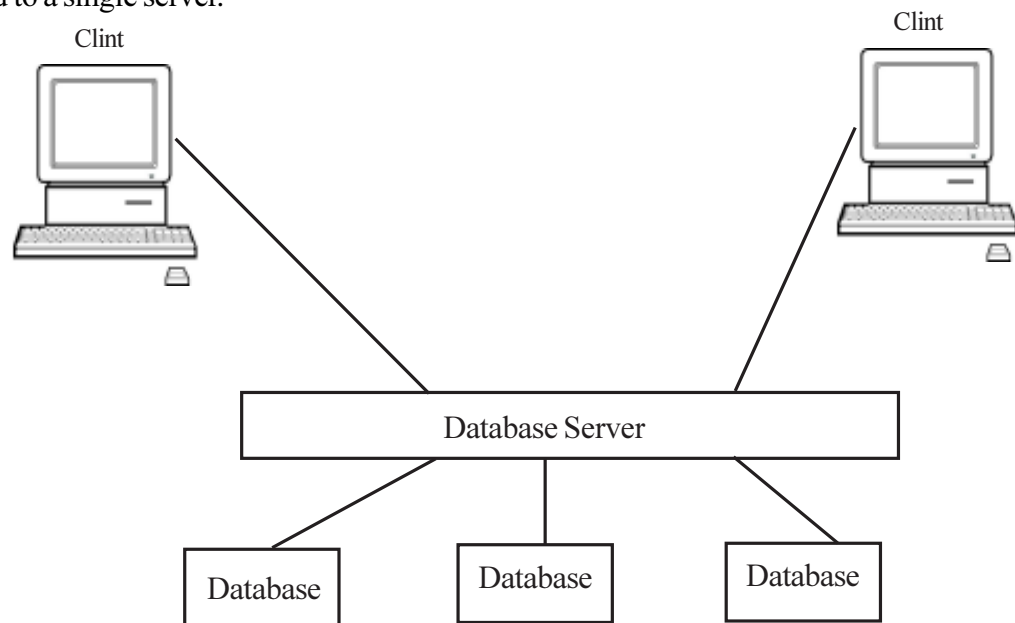 to a single server.
Clint
Clint
Database Server
Database
Database
Database